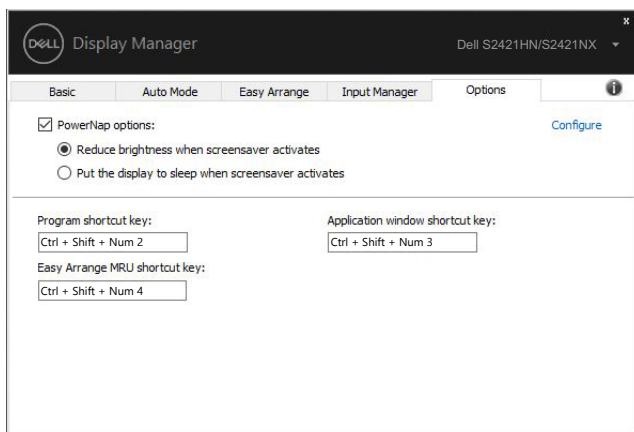 x
DELL Display Manager Dell S2421HN/S2421NX
Basic Auto Mode Easy Arrange Input Manager Options i
PowerNap options: Configure
Reduce brightness when screensaver activates
Put the display to sleep when screensaver activates
Program shortcut key: Application window shortcut key:
Ctrl + Shift + Num 2 Ctrl + Shift + Num 3
Easy Arrange MRU shortcut key:
Ctrl + Shift + Num 4